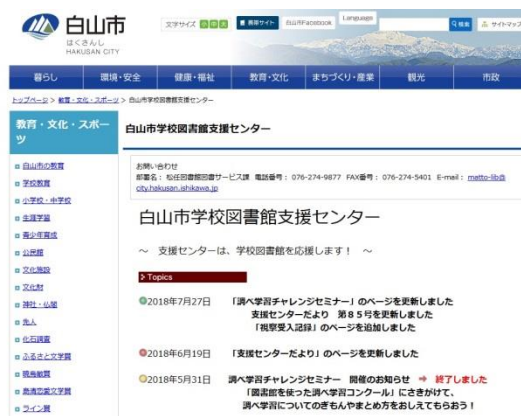 白山市
はくさんし
HAKUSAN CITY
文字サイズ 小 中 大
携帯サイト
白山市Facebook
Language
検索
サイトマップ
暮らし
環境・安全
健康・福祉
教育・文化
まちづくり・産業
観光
市政
トップページ > 教育・文化・スポーツ > 白山市学校図書館支援センター
教育・文化・スポーツ
白山市の教育
学校教育
小学校・中学校
生涯学習
青少年育成
公民館
文化施設
文化財
神社・仏閣
先人
化石調査
ふるさと文学賞
暁烏敏賞
島清恋愛文学賞
ライン賞
白山市学校図書館支援センター
お問い合わせ
部署名： 松任図書館図書サービス課 電話番号： 076-274-9877 FAX番号： 076-274-5401 E-mail： matto-lib@
city.hakusan.ishikawa.jp
白山市学校図書館支援センター
～ 支援センターは、学校図書館を応援します！ ～
Topics
2018年7月27日 「調べ学習チャレンジセミナー」のページを更新しました
支援センターだより 第８５号を更新しました
「視察受入記録」のページを追加しました
2018年6月19日 「支援センターだより」のページを更新しました
2018年5月31日 調べ学習チャレンジセミナー 開催のお知らせ ⇒ 終了しました
「図書館を使った調べ学習コンクール」にさきがけて、
調べ学習についてのぎもんやまとめ方をおしえてもらおう！